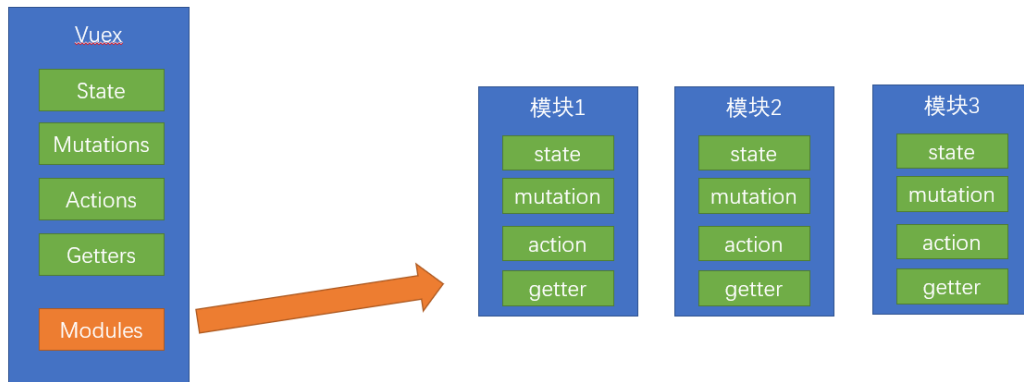 Vuex
State
Mutations
Actions
Getters
Modules
模块1
state
mutation
action
getter
模块2
state
mutation
action
getter
模块3
state
mutation
action
getter